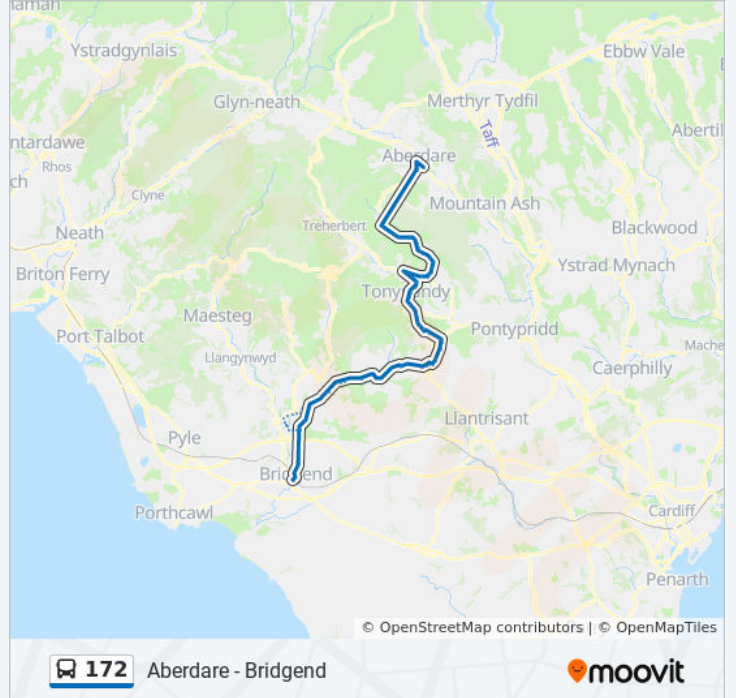 aman
Ystradgynlais
Ebbw Vale
Glyn-neath
Merthyr Tydfil
Taff
Abertil
ntardawe
Aberdare
Rhos
ch
Clyne
Mountain Ash
Treherbert
Blackwood
Neath
Ystrad Mynach
Briton Ferry
Tonypandy
Maesteg
Pontypridd
Port Talbot
Mache
Llangynwyd
Caerphilly
Llantrisant
Pyle
Bridgend
Porthcawl
Cardiff
Penarth
© OpenStreetMap contributors | © OpenMapTiles
172 Aberdare - Bridgend
moovit